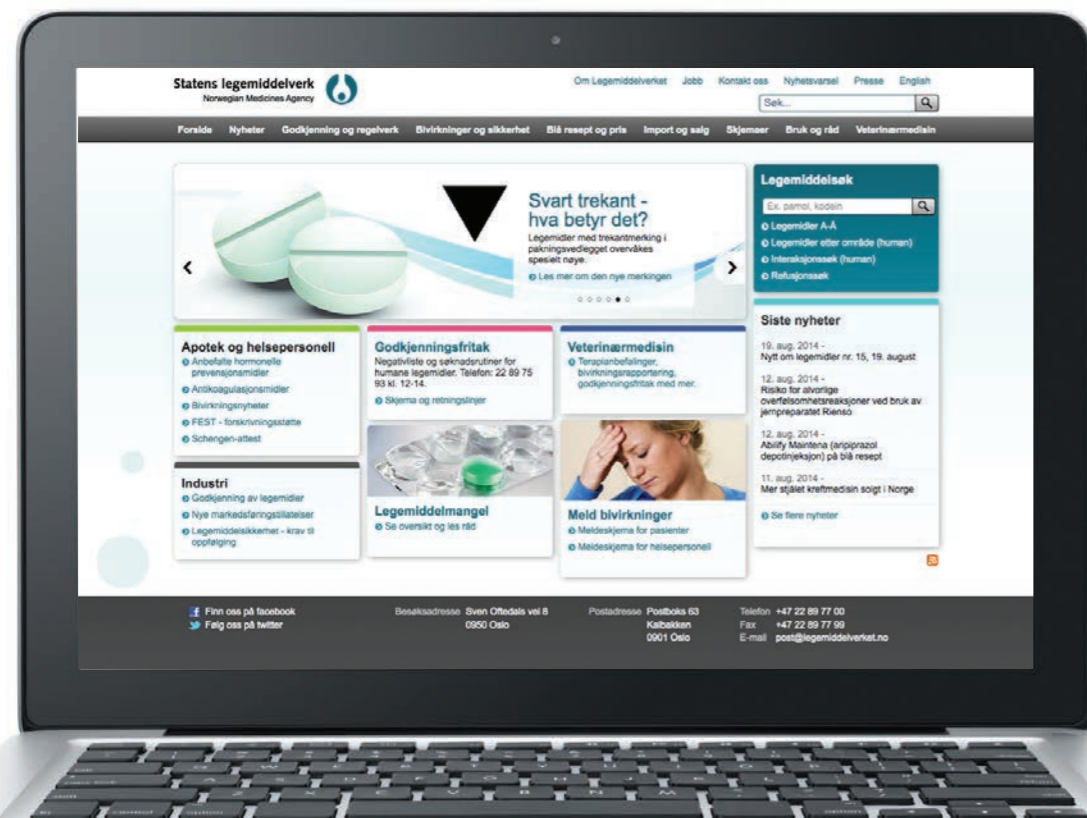 Statens legemiddelverk
Norwegian Medicines Agency
Om Legemiddelverket Jobb Kontakt oss Nyhetsvarsel Presse English
Søk...
Forside Nyheter Godkjenning og regelverk Bivirkninger og sikkerhet Blå resept og pris Import og salg Skjemaer Bruk og råd Veterinærmedisin
Svart trekant -
hva betyr det?
Legemidler med trekantmerking i
pakningsvedlegget overvåkes
spesielt nøye.
Les mer om den nye merkingen
Legemiddelsøk
Ex. pamol, kodein
Legemidler A-Å
Legemidler etter område (human)
Interaksjonssøk (human)
Refusjonssøk
Apotek og helsepersonell
Anbefalte hormonelle
prevensjonsmidler
Antikoagulasjonsmidler
Bivirkningsnyheter
FEST - forskrivningsstøtte
Schengen-attest
Industri
Godkjenning av legemidler
Nye markedsføringstillatelser
Legemiddelsikkerhet - krav til
oppfølging
Godkjenningsfritak
Negativliste og søknadsrutiner for
humane legemidler. Telefon: 22 89 75
93 kl. 12-14.
Skjema og retningslinjer
Legemiddelmangel
Se oversikt og les råd
Veterinærmedisin
Terapianbefalinger,
bivirkningsrapportering,
godkjenningsfritak med mer.
Meld bivirkninger
Meldeskjema for pasienter
Meldeskjema for helsepersonell
Siste nyheter
19. aug. 2014 -
Nytt om legemidler nr. 15, 19. august
12. aug. 2014 -
Risiko for alvorlige
overfølsomhetsreaksjoner ved bruk av
jernpreparatet Rienso
12. aug. 2014 -
Abilify Maintena (aripiprazol
depotinjeksjon) på blå resept
11. aug. 2014 -
Mer stjålet kreftmedisin solgt i Norge
Se flere nyheter
Finn oss på facebook
Følg oss på twitter
Besøksadresse Sven Oftedals vei 8
0950 Oslo
Postadresse Postboks 63
Kalbakken
0901 Oslo
Telefon +47 22 89 77 00
Fax +47 22 89 77 99
E-mail post@legemiddelverket.no